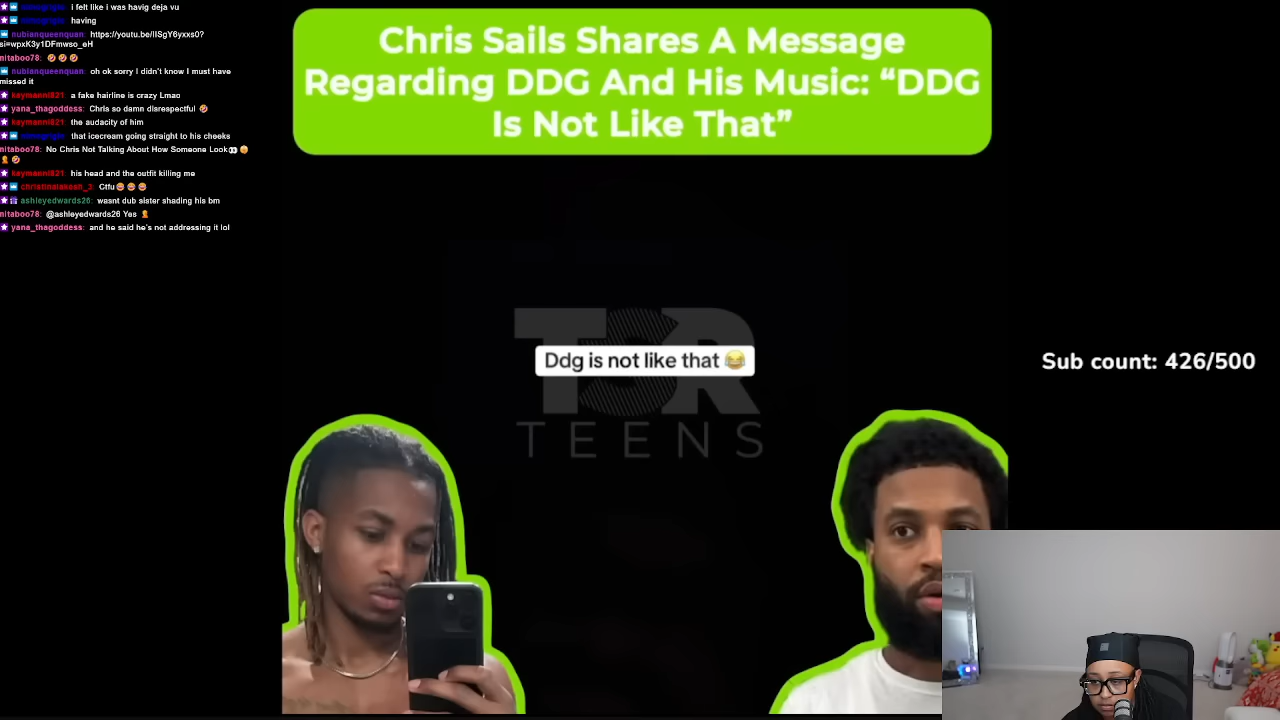 i felt like i was havig deja vu
having
nubianqueenquan: https://youtu.be/IISgY6yxxs0?
si=wpxK3y1DFmwso_eH
nitaboo78: 🤣🤣🤣
nubianqueenquan: oh ok sorry I didn't know I must have
missed it
kaymanni821: a fake hairline is crazy Lmao
yana_thagoddess: Chris so damn disrespectful 🤣
kaymanni821: the audacity of him
that icecream going straight to his cheeks
nitaboo78: No Chris Not Talking About How Someone Look
kaymanni821: his head and the outfit killing me
Ctfu
ashleyedwards26: wasnt dub sister shading his bm
nitaboo78: @ashleyedwards26 Yes
yana_thagoddess: and he said he's not addressing it lol
Chris Sails Shares A Message
Regarding DDG And His Music: “DDG
Is Not Like That”
TSR
TEENS
Ddg is not like that 😂
Sub count: 426/500